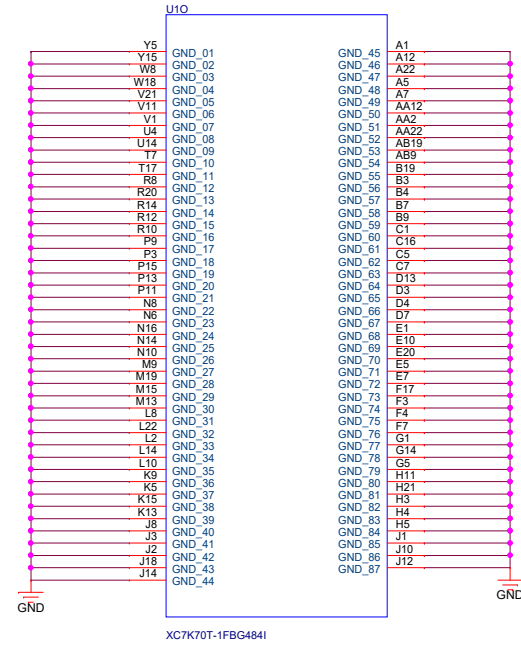 U1O
Y5 GND_01 GND_45 A1
Y15 GND_02 GND_46 A12
W8 GND_03 GND_47 A22
W18 GND_04 GND_48 A5
V21 GND_05 GND_49 A7
V11 GND_06 GND_50 AA12
V1 GND_07 GND_51 AA2
U4 GND_08 GND_52 AA22
U14 GND_09 GND_53 AB19
T7 GND_10 GND_54 AB9
T17 GND_11 GND_55 B19
R8 GND_12 GND_56 B3
R20 GND_13 GND_57 B4
R14 GND_14 GND_58 B7
R12 GND_15 GND_59 B9
R10 GND_16 GND_60 C1
P9 GND_17 GND_61 C16
P3 GND_18 GND_62 C5
P15 GND_19 GND_63 C7
P13 GND_20 GND_64 D13
P11 GND_21 GND_65 D3
N8 GND_22 GND_66 D4
N6 GND_23 GND_67 D7
N16 GND_24 GND_68 E1
N14 GND_25 GND_69 E10
N10 GND_26 GND_70 E20
M9 GND_27 GND_71 E5
M19 GND_28 GND_72 E7
M15 GND_29 GND_73 F17
M13 GND_30 GND_74 F3
L8 GND_31 GND_75 F4
L22 GND_32 GND_76 F7
L2 GND_33 GND_77 G1
L14 GND_34 GND_78 G14
L10 GND_35 GND_79 G5
K9 GND_36 GND_80 H11
K5 GND_37 GND_81 H21
K15 GND_38 GND_82 H3
K13 GND_39 GND_83 H4
J8 GND_40 GND_84 H5
J3 GND_41 GND_85 J1
J2 GND_42 GND_86 J10
J18 GND_43 GND_87 J12
J14 GND_44
GND GND
XC7K70T-1FBG484I